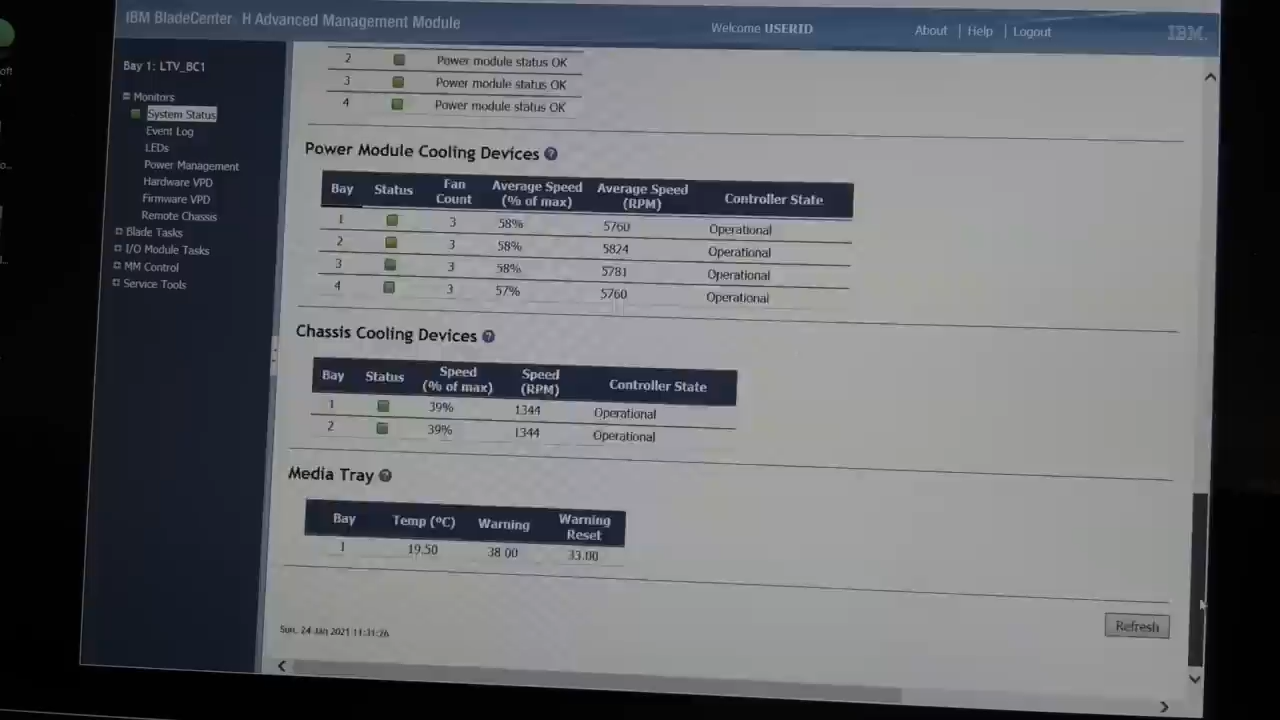 IBM BladeCenter H Advanced Management Module
Welcome USERID
About | Help | Logout
IBM.
Bay 1: LTV_BC1
Monitors
System Status
Event Log
LEDs
Power Management
Hardware VPD
Firmware VPD
Remote Chassis
Blade Tasks
I/O Module Tasks
MM Control
Service Tools
2 Power module status OK
3 Power module status OK
4 Power module status OK
Power Module Cooling Devices
Bay Status Fan Count Average Speed (% of max) Average Speed (RPM) Controller State
1 3 58% 5760 Operational
2 3 58% 5824 Operational
3 3 58% 5781 Operational
4 3 57% 5760 Operational
Chassis Cooling Devices
Bay Status Speed (% of max) Speed (RPM) Controller State
1 39% 1344 Operational
2 39% 1344 Operational
Media Tray
Bay Temp (°C) Warning Warning Reset
1 19.50 38.00 33.00
Sun, 24 Jan 2021 11:31:26
Refresh